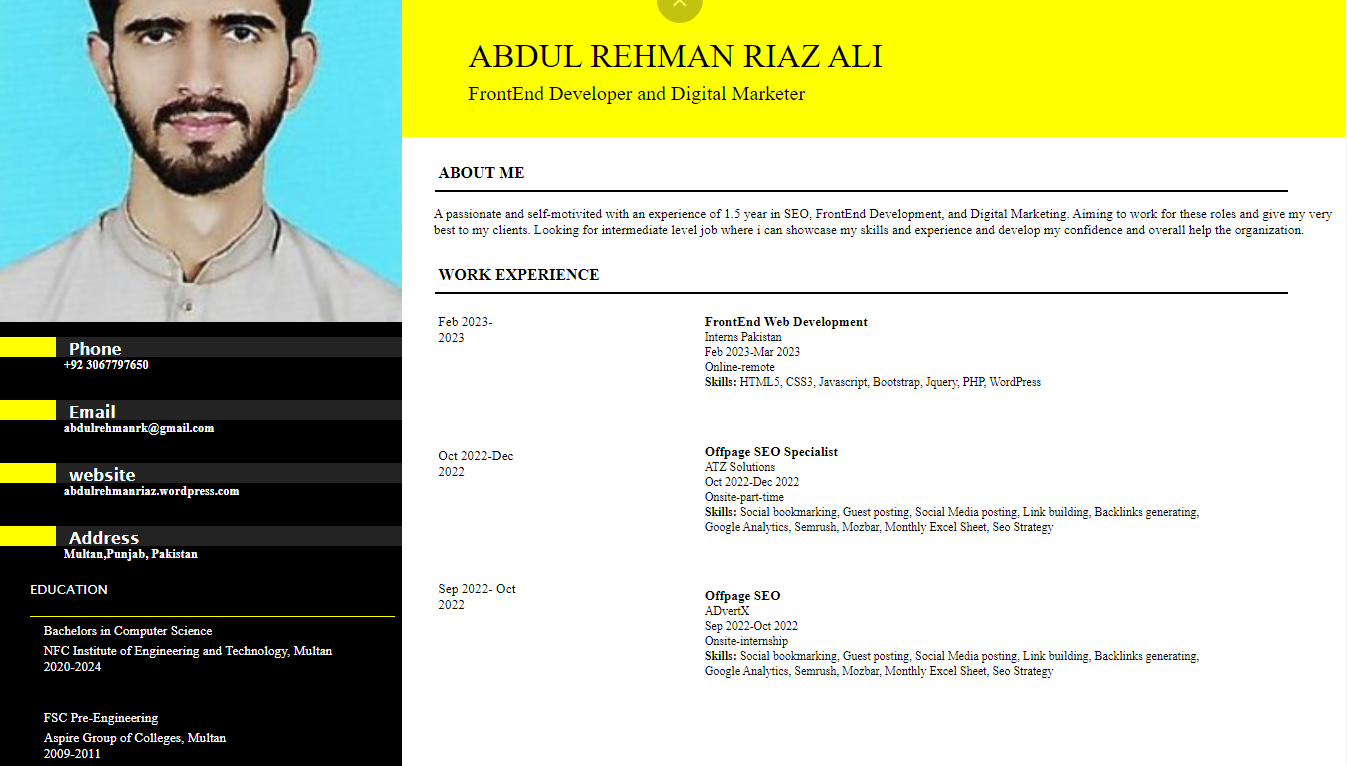 ABDUL REHMAN RIAZ ALI
FrontEnd Developer and Digital Marketer
Phone
+92 3067797650
Email
abdulrehmanrk@gmail.com
website
abdulrehmanriaz.wordpress.com
Address
Multan,Punjab, Pakistan
EDUCATION
Bachelors in Computer Science
NFC Institute of Engineering and Technology, Multan
2020-2024
FSC Pre-Engineering
Aspire Group of Colleges, Multan
2009-2011
ABOUT ME
A passionate and self-motivited with an experience of 1.5 year in SEO, FrontEnd Development, and Digital Marketing. Aiming to work for these roles and give my very
best to my clients. Looking for intermediate level job where i can showcase my skills and experience and develop my confidence and overall help the organization.
WORK EXPERIENCE
Feb 2023-
2023
FrontEnd Web Development
Interns Pakistan
Feb 2023-Mar 2023
Online-remote
Skills: HTML5, CSS3, Javascript, Bootstrap, Jquery, PHP, WordPress
Oct 2022-Dec
2022
Offpage SEO Specialist
ATZ Solutions
Oct 2022-Dec 2022
Onsite-part-time
Skills: Social bookmarking, Guest posting, Social Media posting, Link building, Backlinks generating,
Google Analytics, Semrush, Mozbar, Monthly Excel Sheet, Seo Strategy
Sep 2022- Oct
2022
Offpage SEO
ADvertX
Sep 2022-Oct 2022
Onsite-internship
Skills: Social bookmarking, Guest posting, Social Media posting, Link building, Backlinks generating,
Google Analytics, Semrush, Mozbar, Monthly Excel Sheet, Seo Strategy